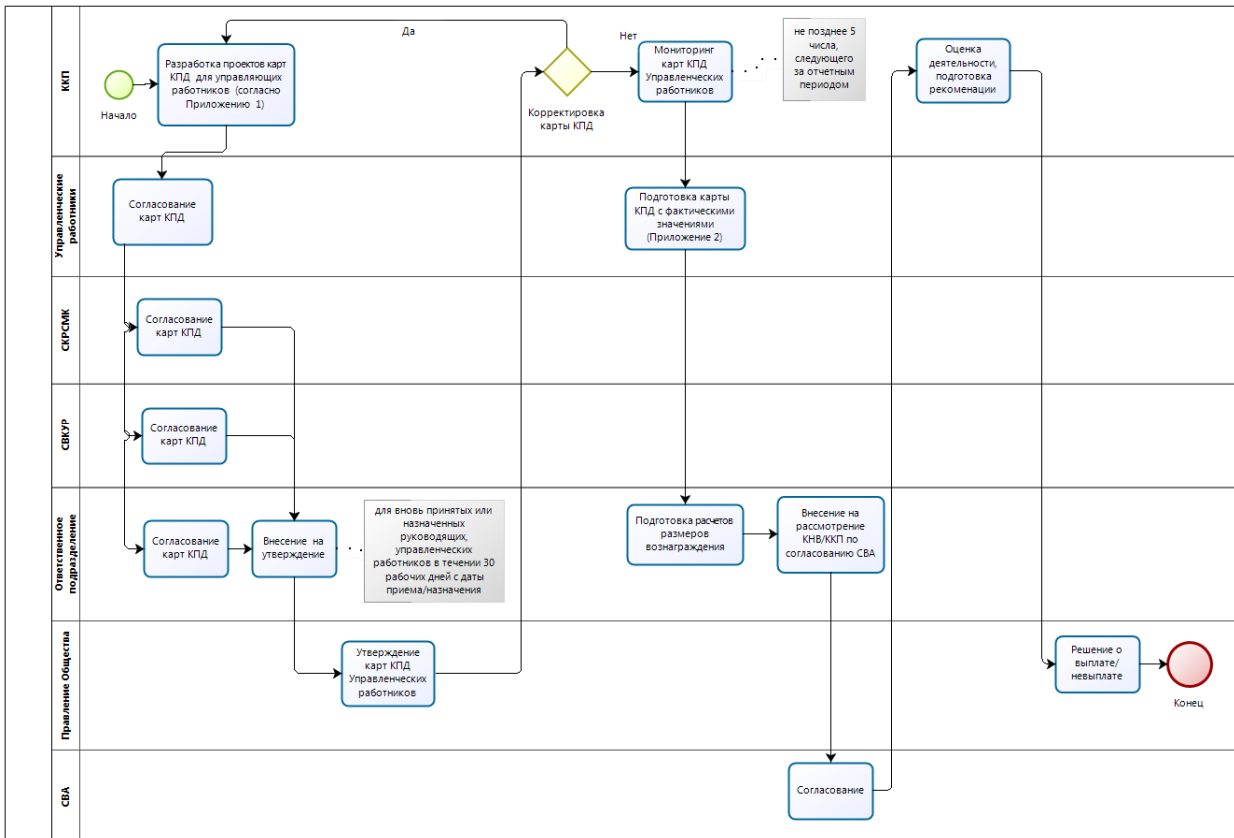 ККП
Начало
Разработка проектов карт
КПД для управляющих
работников (согласно
Приложению 1)
Да
Корректировка
карты КПД
Нет
Мониторинг
карт КПД
Управленческих
работников
не позднее 5
числа,
следующего
за отчетным
периодом
Оценка
деятельности,
подготовка
рекоменации
Управленческие
работники
Согласование
карт КПД
Подготовка карты
КПД с фактическими
значениями
(Приложение 2)
СКРСМК
Согласование
карт КПД
СВКУР
Согласование
карт КПД
Ответственное
подразделение
Согласование
карт КПД
Внесение на
утверждение
для вновь принятых или
назначенных
руководящих,
управленческих
работников в течении 30
рабочих дней с даты
приема/назначения
Подготовка расчетов
размеров
вознаграждения
Внесение на
рассмотрение
КНВ/ККП по
согласованию СВА
Правление Общества
Утверждение
карт КПД
Управленческих
работников
Решение о
выплате/
невыплате
Конец
СВА
Согласование